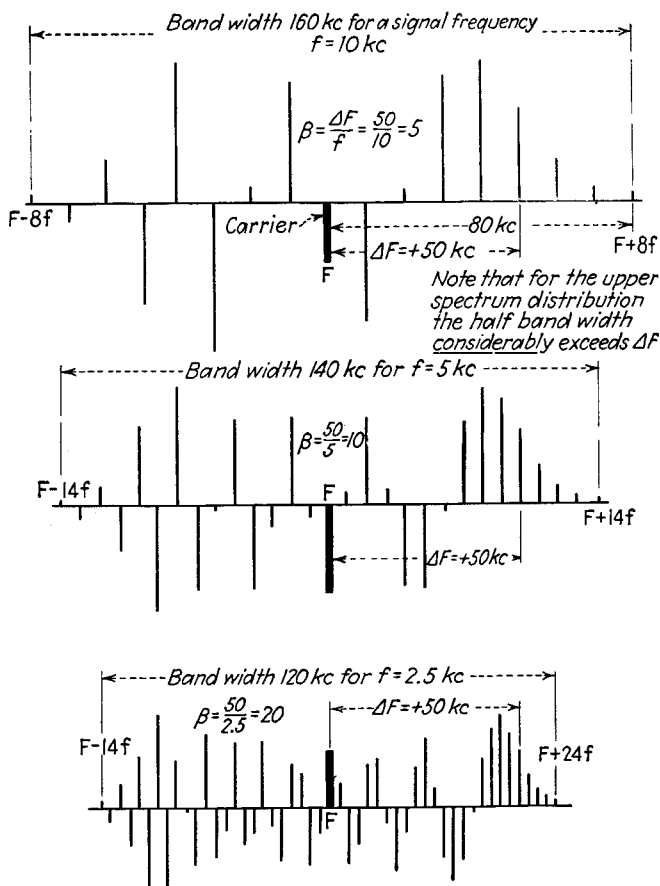 Band width 160 kc for a signal frequency
f = 10 kc
β = ΔF/f = 50/10 = 5
F-8f
Carrier
80 kc
F+8f
ΔF = +50 kc
F
Note that for the upper
spectrum distribution
the half band width
considerably exceeds ΔF
Band width 140 kc for f = 5 kc
β = 50/5 = 10
F-14f
F
F+14f
ΔF = +50 kc
Band width 120 kc for f = 2.5 kc
β = 50/2.5 = 20
ΔF = +50 kc
F-14f
F+24f
F